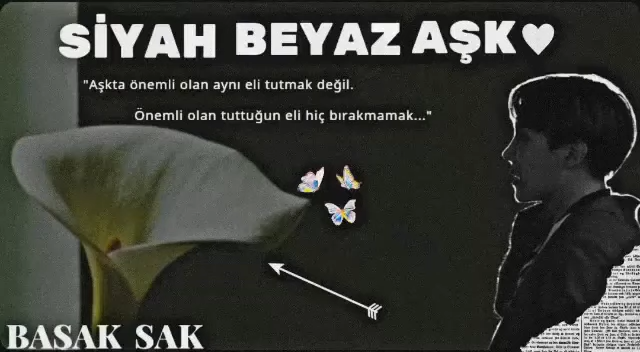 SİYAH BEYAZ AŞK♥
"Aşkta önemli olan aynı eli tutmak değil.
Önemli olan tuttuğun eli hiç bırakmamak..."
BASAK SAK